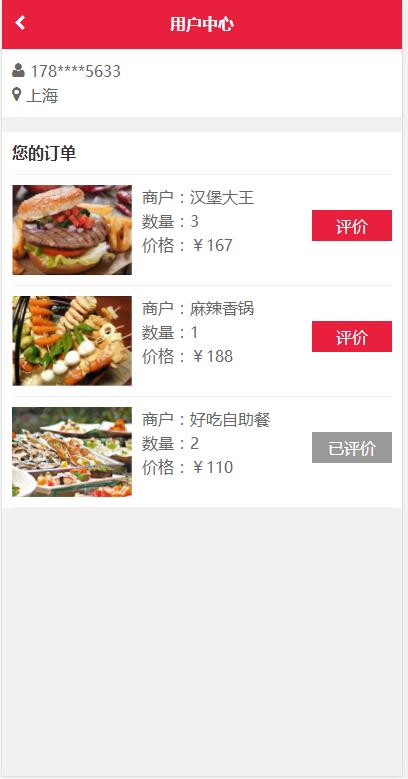 用户中心
178****5633
上海
您的订单
商户：汉堡大王
数量：3
价格：￥167
评价
商户：麻辣香锅
数量：1
价格：￥188
评价
商户：好吃自助餐
数量：2
价格：￥110
已评价